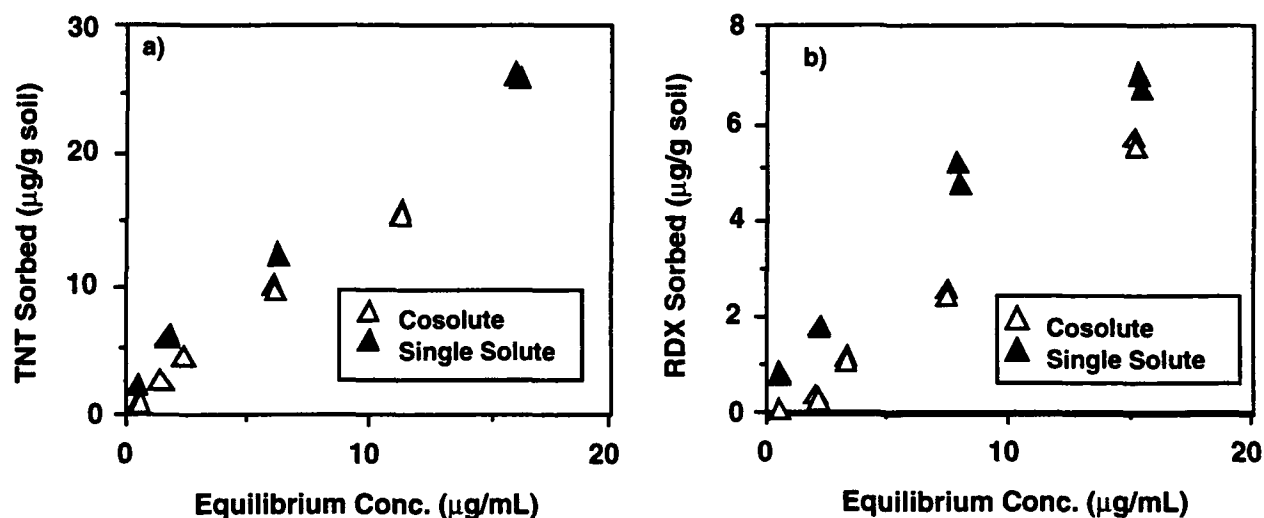 a)
30
20
10
0
0 10 20
TNT Sorbed (µg/g soil)
Equilibrium Conc. (µg/mL)
Cosolute
Single Solute
b)
8
6
4
2
0
0 10 20
RDX Sorbed (µg/g soil)
Equilibrium Conc. (µg/mL)
Cosolute
Single Solute